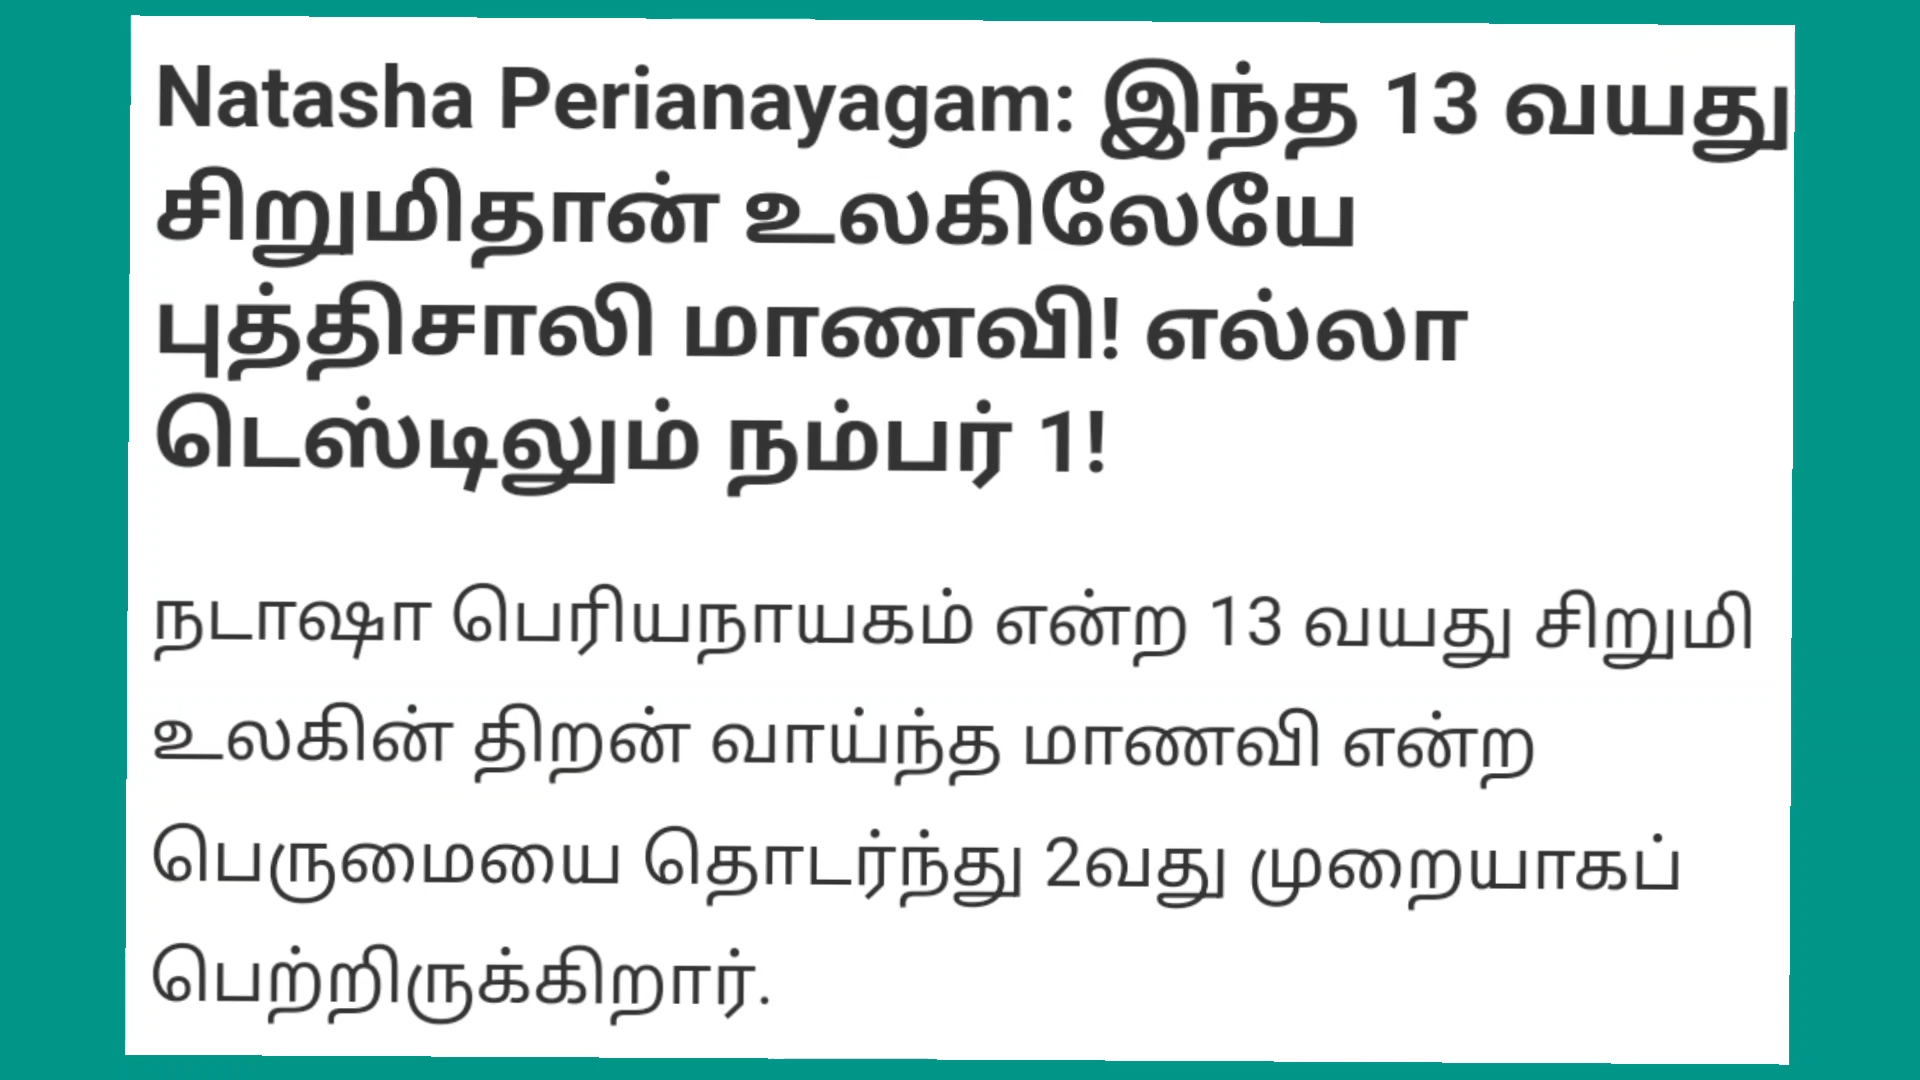 Natasha Perianayagam: இந்த 13 வயது
சிறுமிதான் உலகிலேயே
புத்திசாலி மாணவி! எல்லா
டெஸ்டிலும் நம்பர் 1!
நடாஷா பெரியநாயகம் என்ற 13 வயது சிறுமி
உலகின் திறன் வாய்ந்த மாணவி என்ற
பெருமையை தொடர்ந்து 2வது முறையாகப்
பெற்றிருக்கிறார்.